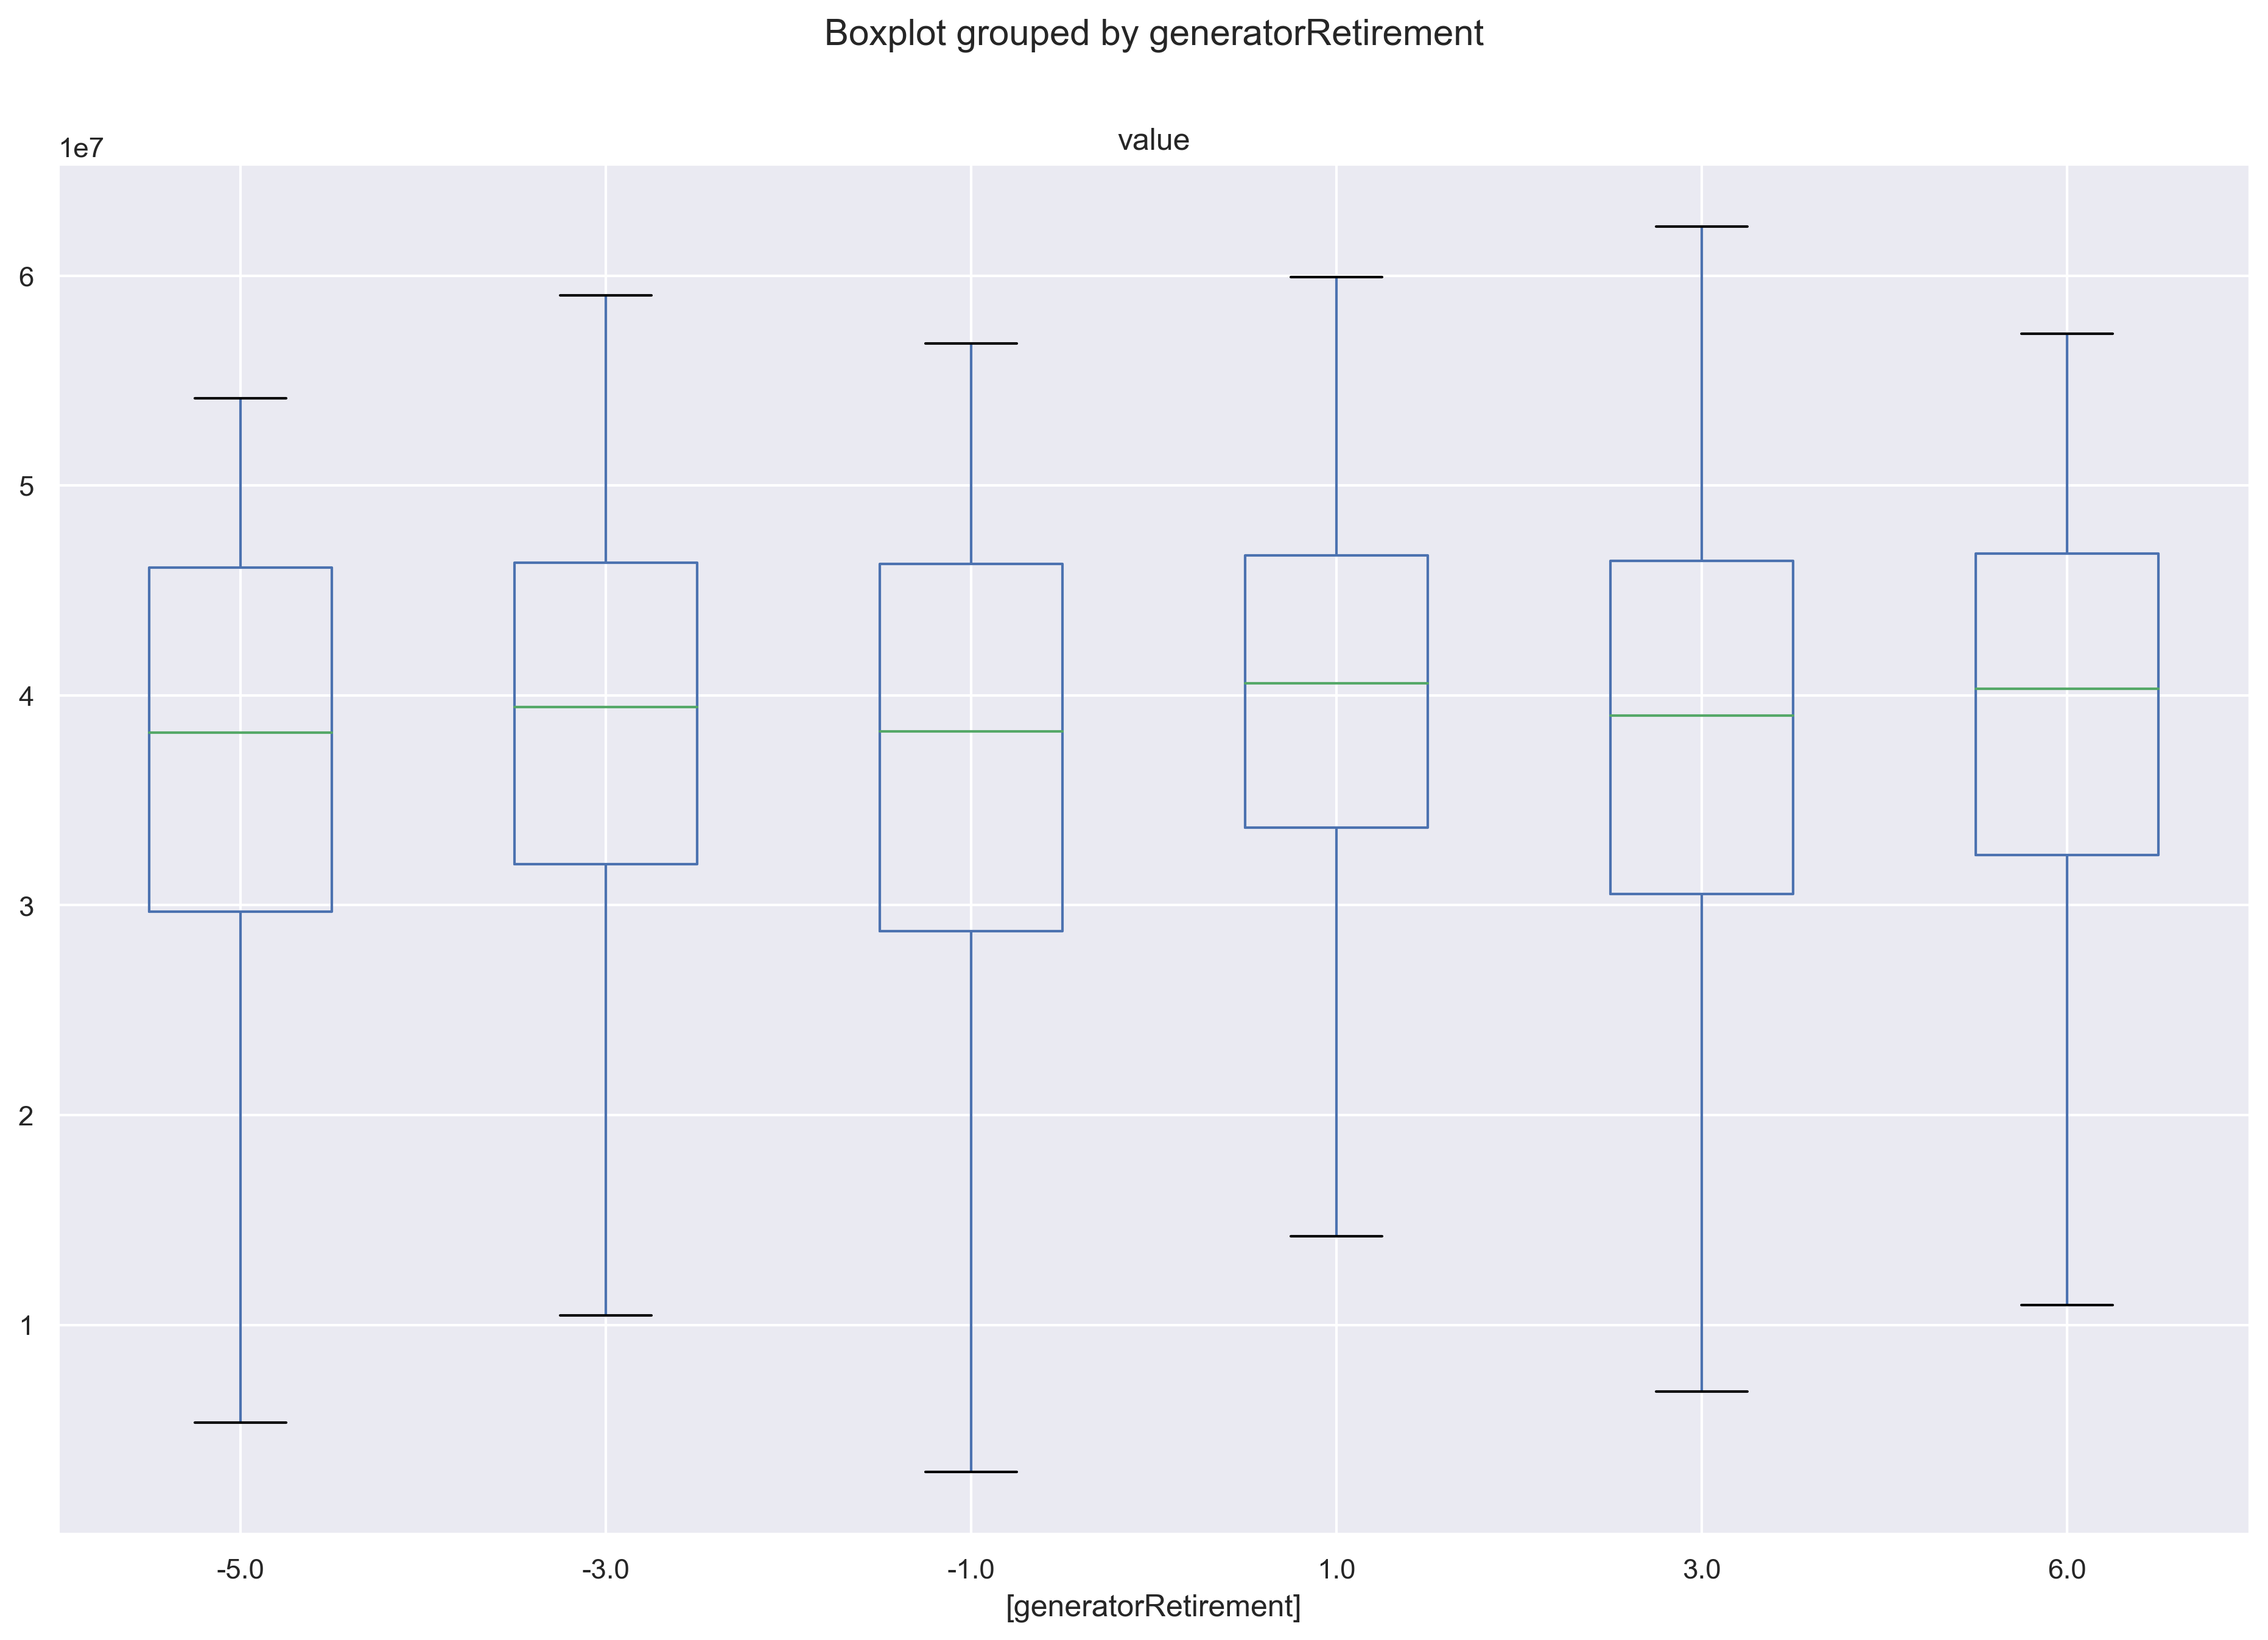 Boxplot grouped by generatorRetirement
value
1e7
6
5
4
3
2
1
-5.0 -3.0 -1.0 1.0 3.0 6.0
[generatorRetirement]